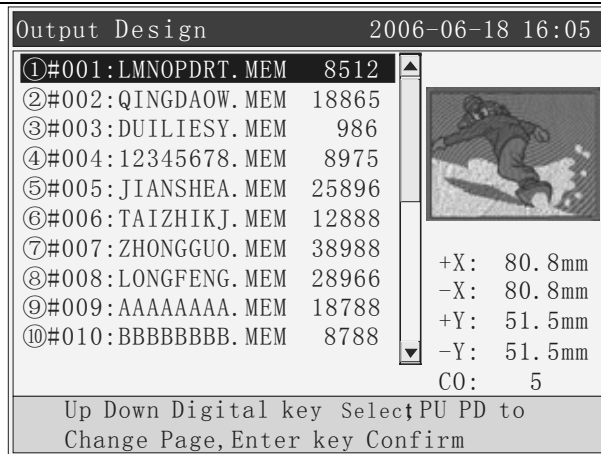 Output Design 2006-06-18 16:05
①#001:LMNOPDRT.MEM 8512
②#002:QINGDAOW.MEM 18865
③#003:DUILIESY.MEM 986
④#004:12345678.MEM 8975
⑤#005:JIANSHEA.MEM 25896
⑥#006:TAIZHIKJ.MEM 12888
⑦#007:ZHONGGUO.MEM 38988
⑧#008:LONGFENG.MEM 28966
⑨#009:AAAAAAAA.MEM 18788
⑩#010:BBBBBBBB.MEM 8788
+X: 80.8mm
-X: 80.8mm
+Y: 51.5mm
-Y: 51.5mm
CO: 5
Up Down Digital key Select;PU PD to
Change Page,Enter key Confirm